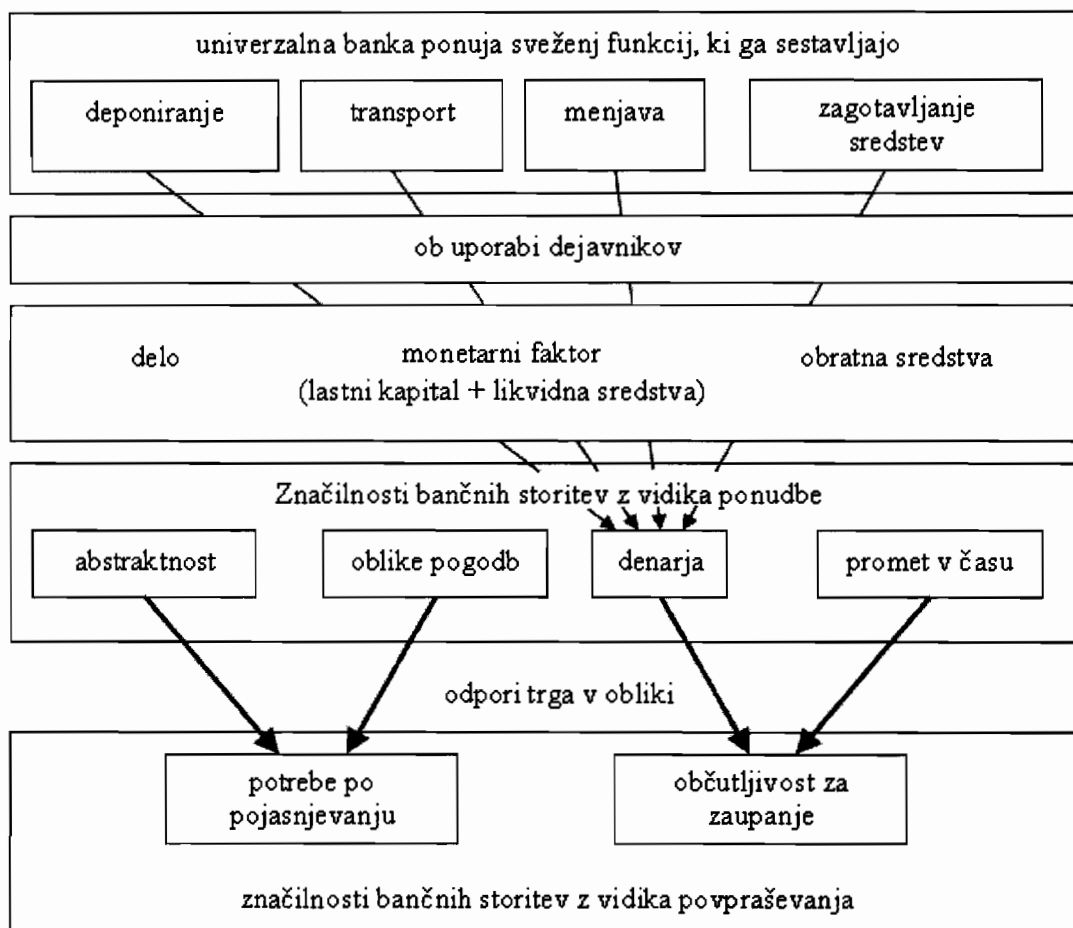 univerzalna banka ponuja sveženj funkcij, ki ga sestavljajo
deponiranje
transport
menjava
zagotavljanje
sredstev
ob uporabi dejavnikov
delo
monetarni faktor
(lastni kapital + likvidna sredstva)
obratna sredstva
Značilnosti bančnih storitev z vidika ponudbe
abstraktnost
oblike pogodb
denarja
promet v času
odpori trga v obliki
potrebe po
pojasnjevanju
občutljivost za
zaupanje
značilnosti bančnih storitev z vidika povpraševanja